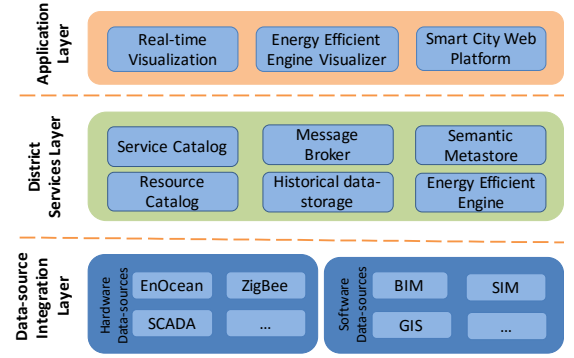 Application
Layer
Real-time
Visualization
Energy Efficient
Engine Visualizer
Smart City Web
Platform
District
Services Layer
Service Catalog
Message
Broker
Semantic
Metastore
Resource
Catalog
Historical data-
storage
Energy Efficient
Engine
Data-source
Integration
Layer
Hardware
Data-sources
EnOcean
ZigBee
SCADA
...
Software
Data-sources
BIM
SIM
GIS
...